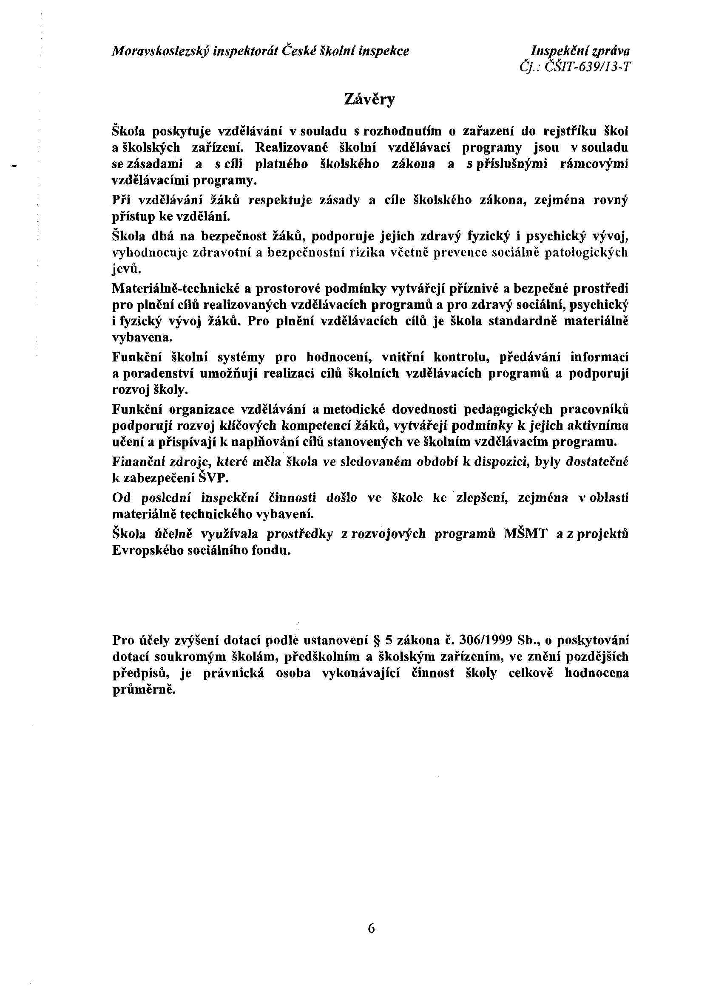 Moravskoslezský inspektorát České školní inspekce
Inspekční zpráva
Čj.: ČŠIT-639/13-T
Závěry
Škola poskytuje vzdělávání v souladu s rozhodnutím o zařazení do rejstříku škol
a školských zařízení. Realizované školní vzdělávací programy jsou v souladu
se zásadami a s cíli platného školského zákona a s příslušnými rámcovými
vzdělávacími programy.
Při vzdělávání žáků respektuje zásady a cíle školského zákona, zejména rovný
přístup ke vzdělání.
Škola dbá na bezpečnost žáků, podporuje jejich zdravý fyzický i psychický vývoj,
vyhodnocuje zdravotní a bezpečnostní rizika včetně prevence sociálně patologických
jevů.
Materiálně-technické a prostorové podmínky vytvářejí příznivé a bezpečné prostředí
pro plnění cílů realizovaných vzdělávacích programů a pro zdravý sociální, psychický
i fyzický vývoj žáků. Pro plnění vzdělávacích cílů je škola standardně materiálně
vybavena.
Funkční školní systémy pro hodnocení, vnitřní kontrolu, předávání informací
a poradenství umožňují realizaci cílů školních vzdělávacích programů a podporují
rozvoj školy.
Funkční organizace vzdělávání a metodické dovednosti pedagogických pracovníků
podporují rozvoj klíčových kompetencí žáků, vytvářejí podmínky k jejich aktivnímu
učení a přispívají k naplňování cílů stanovených ve školním vzdělávacím programu.
Finanční zdroje, které měla škola ve sledovaném období k dispozici, byly dostatečné
k zabezpečení ŠVP.
Od poslední inspekční činnosti došlo ve škole ke zlepšení, zejména v oblasti
materiálně technického vybavení.
Škola účelně využívala prostředky z rozvojových programů MŠMT a z projektů
Evropského sociálního fondu.
Pro účely zvýšení dotací podle ustanovení § 5 zákona č. 306/1999 Sb., o poskytování
dotací soukromým školám, předškolním a školským zařízením, ve znění pozdějších
předpisů, je právnická osoba vykonávající činnost školy celkově hodnocena
průměrně.
6